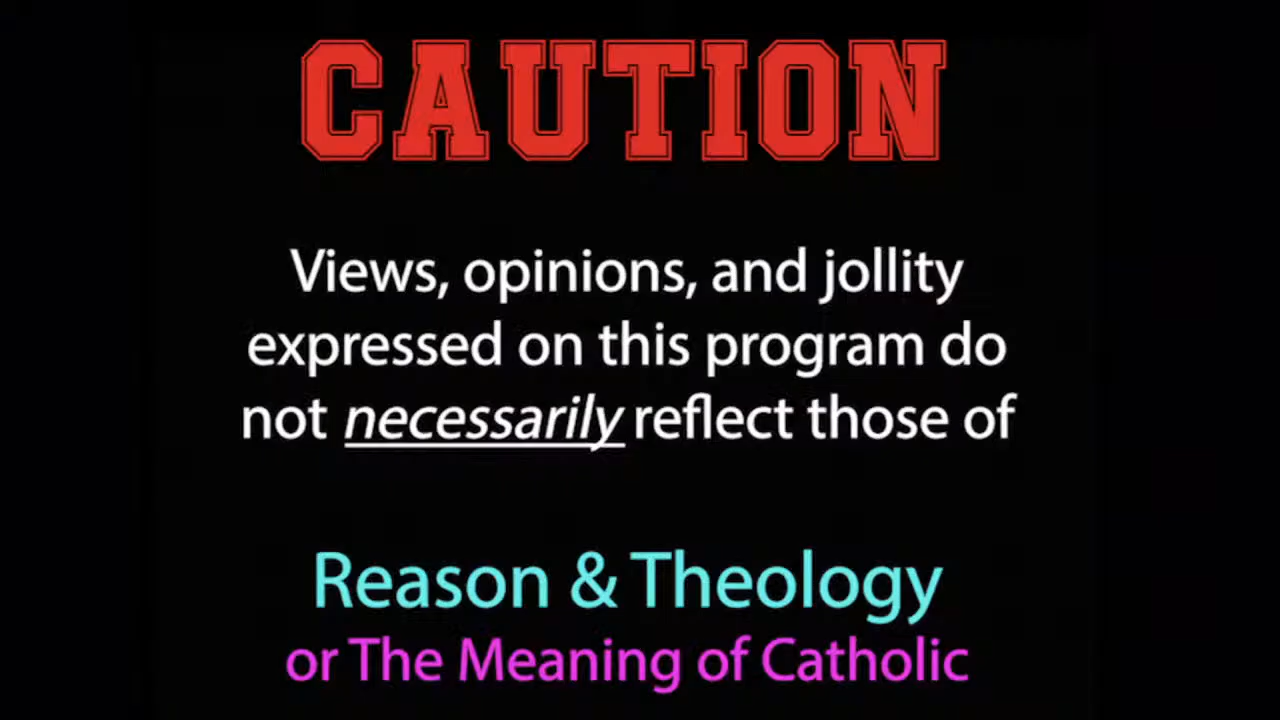 CAUTION
Views, opinions, and jollity
expressed on this program do
not necessarily reflect those of
Reason & Theology
or The Meaning of Catholic